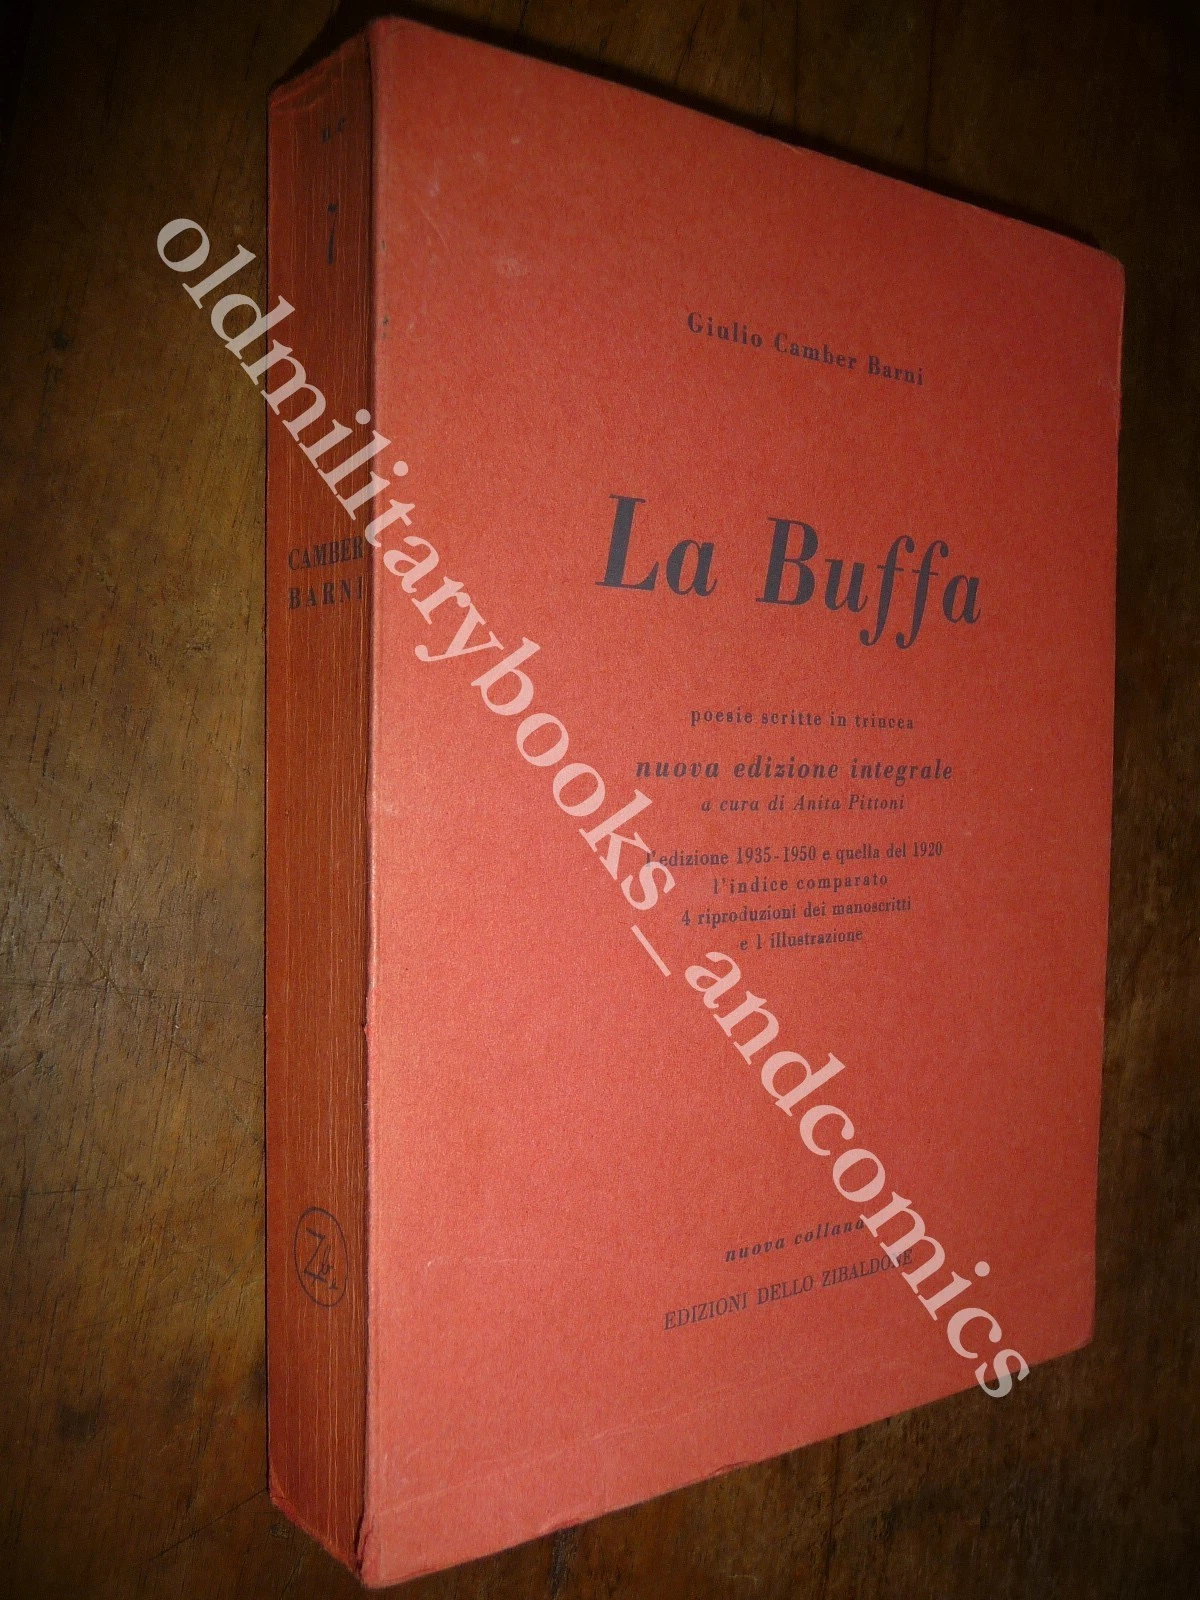 n c
7
CAMBER
BARNI
Giulio Camber Barni
La Buffa
poesie scritte in trincea
nuova edizione integrale
a cura di Anita Pittoni
l'edizione 1935-1950 e quella del 1920
l'indice comparato
4 riproduzioni dei manoscritti
e 1 illustrazione
nuova collana
EDIZIONI DELLO ZIBALDONE
oldmilitarybooks_andcomics